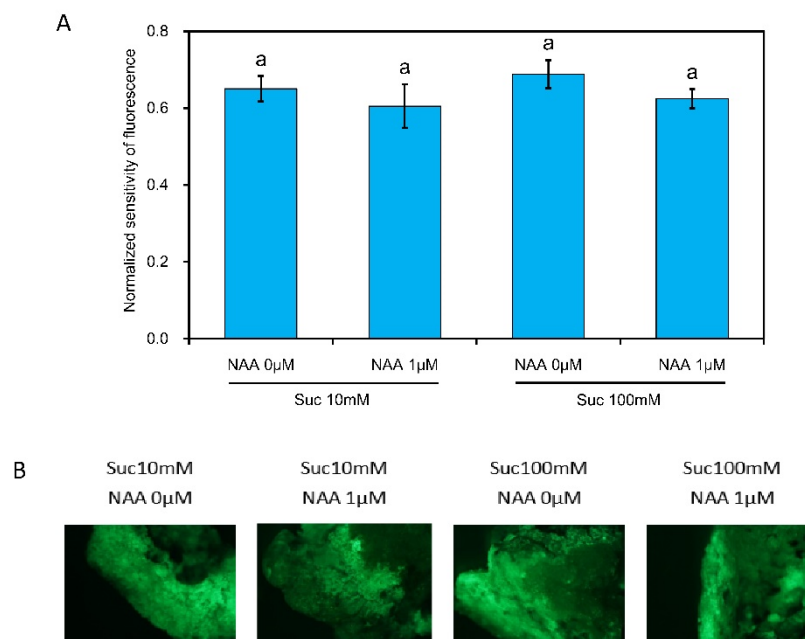 A
Normalized sensitivity of fluorescence
0.8
0.6
0.4
0.2
0.0
a
a
a
a
NAA 0µM
NAA 1µM
NAA 0µM
NAA 1µM
Suc 10mM
Suc 100mM
B
Suc10mM
NAA 0µM
Suc10mM
NAA 1µM
Suc100mM
NAA 0µM
Suc100mM
NAA 1µM